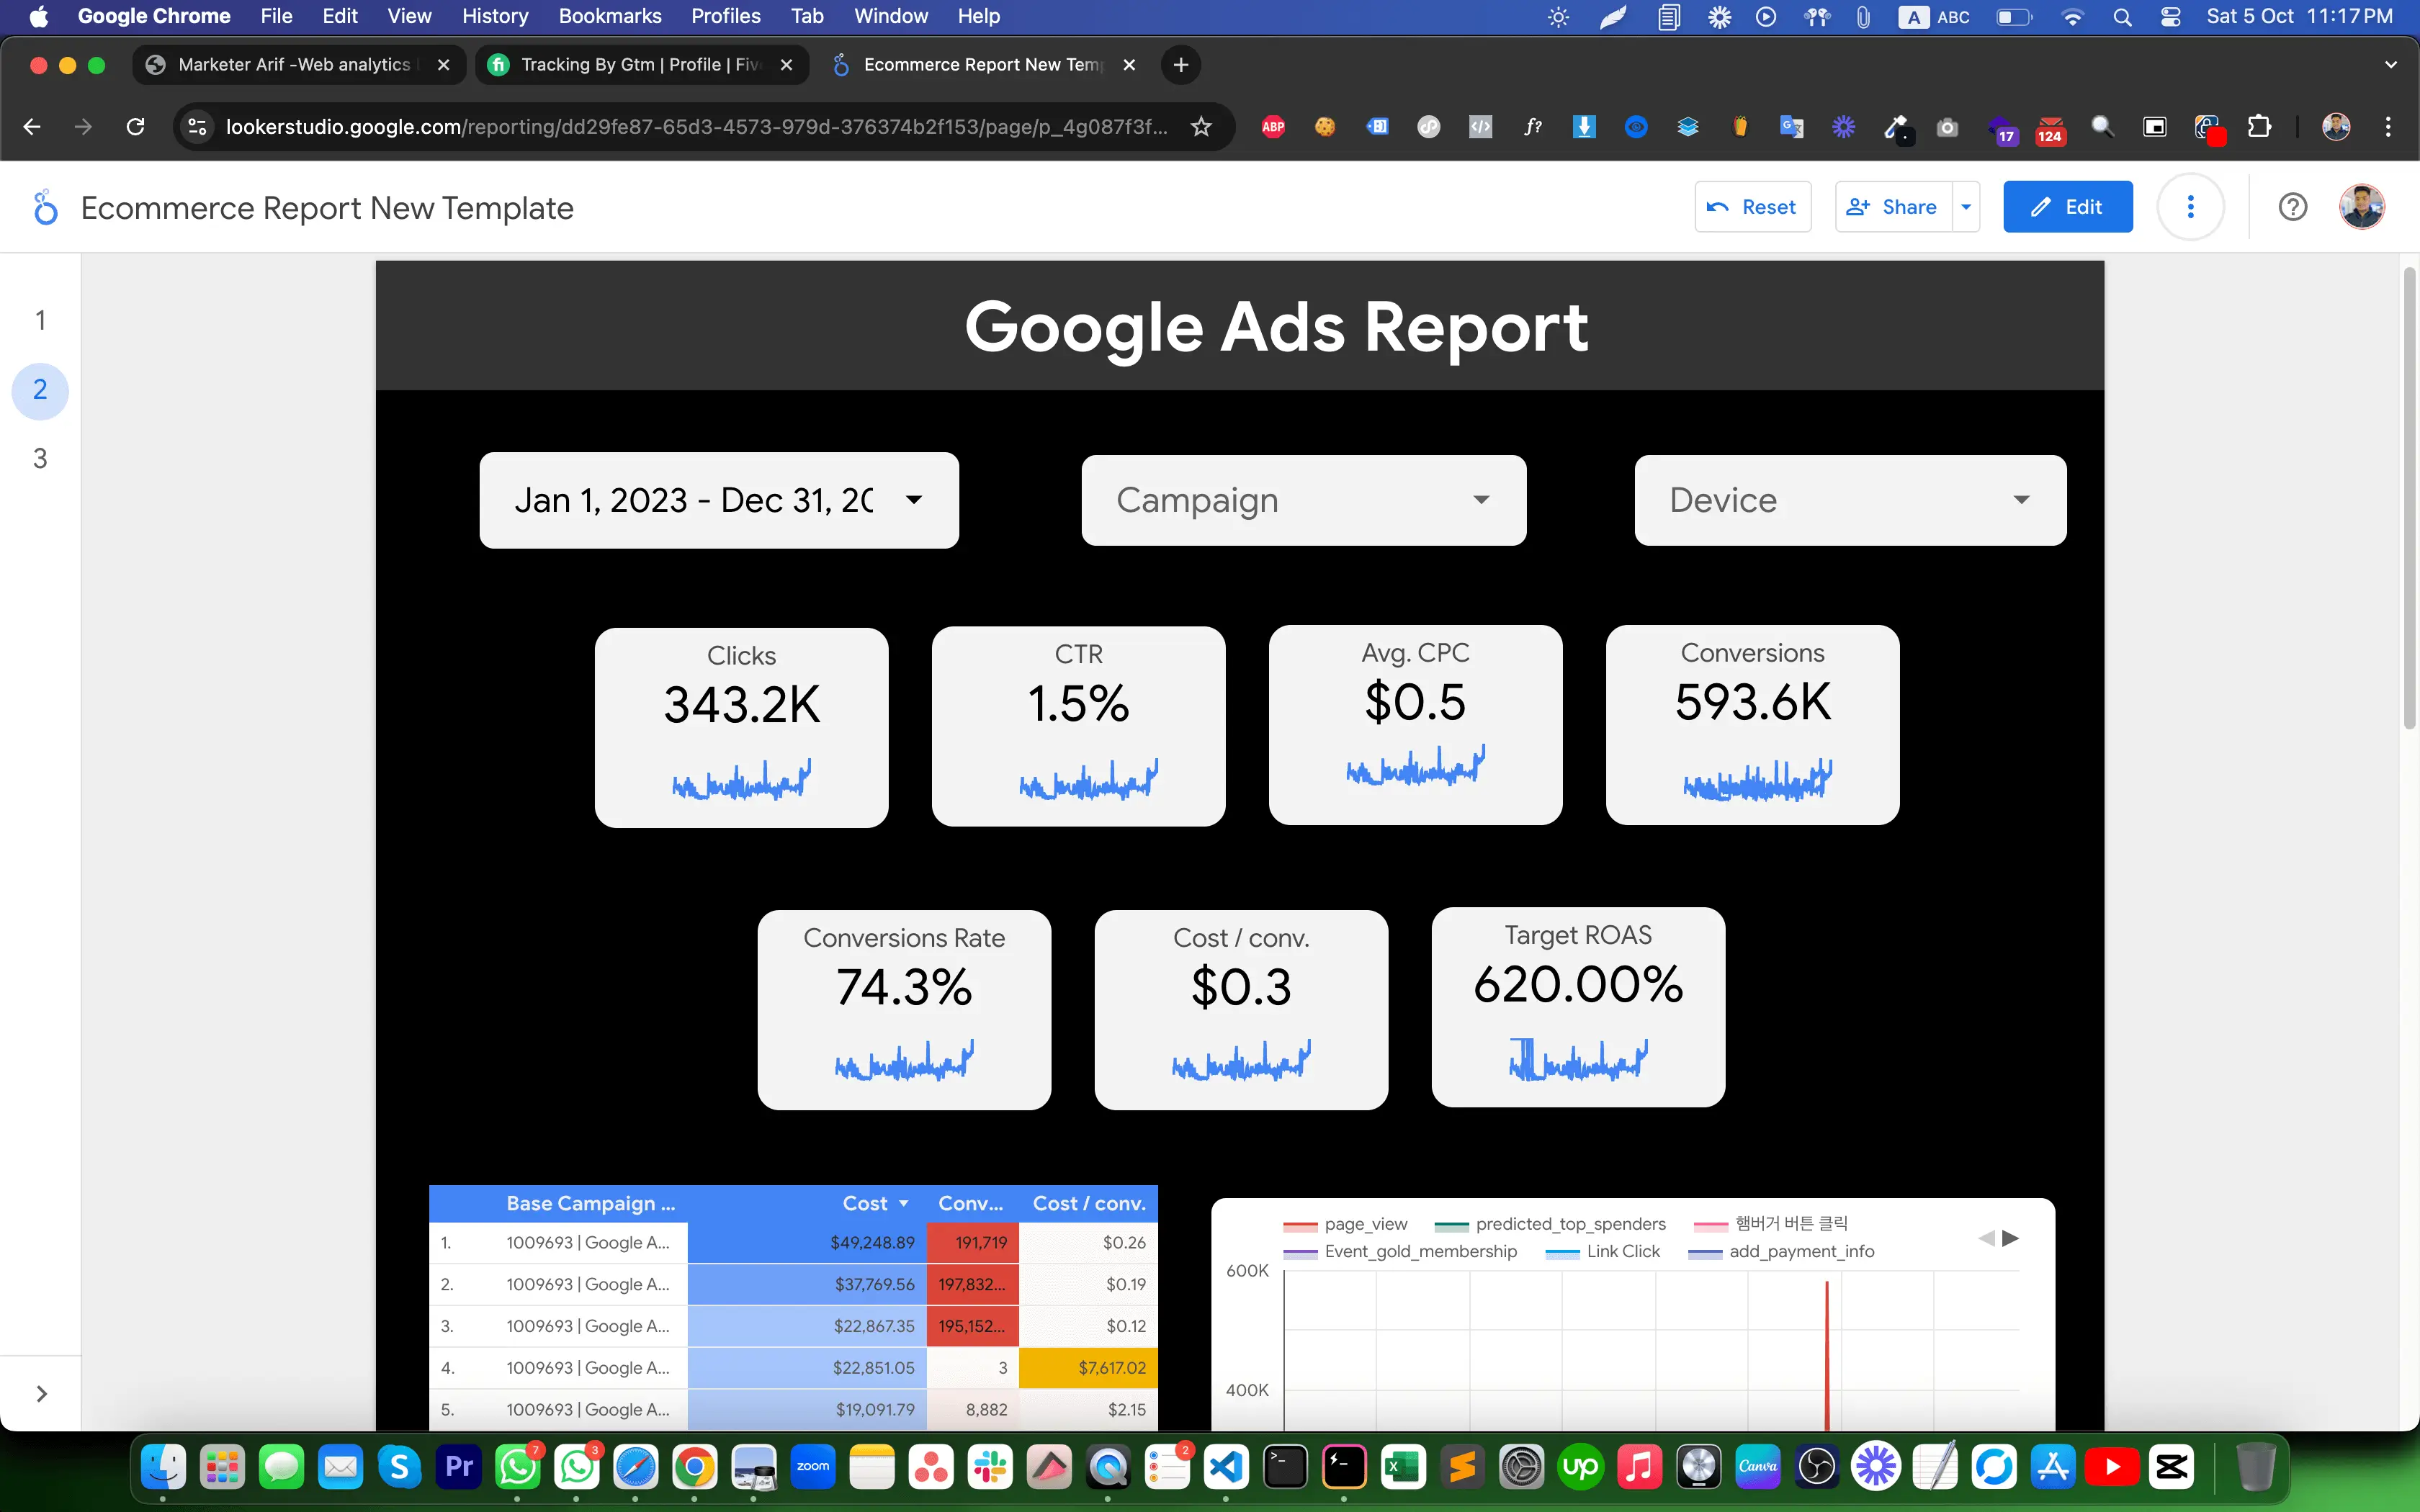 Google Chrome File Edit View History Bookmarks Profiles Tab Window Help A ABC Sat 5 Oct 11:17 PM
Marketer Arif -Web analytics Tracking By Gtm | Profile | Fiv Ecommerce Report New Temp
lookerstudio.google.com/reporting/dd29fe87-65d3-4573-979d-376374b2f153/page/p_4g087f3f... ABP f? 17 124
Ecommerce Report New Template Reset Share Edit
1
2
3
Google Ads Report
Jan 1, 2023 - Dec 31, 20 Campaign Device
Clicks CTR Avg. CPC Conversions
343.2K 1.5% $0.5 593.6K
Conversions Rate Cost / conv. Target ROAS
74.3% $0.3 620.00%
Base Campaign ... Cost Conv... Cost / conv.
1. 1009693 | Google A... $49,248.89 191,719 $0.26
2. 1009693 | Google A... $37,769.56 197,832... $0.19
3. 1009693 | Google A... $22,867.35 195,152... $0.12
4. 1009693 | Google A... $22,851.05 3 $7,617.02
5. 1009693 | Google A... $19,091.79 8,882 $2.15
page_view predicted_top_spenders 햄버거 버튼 클릭
Event_gold_membership Link Click add_payment_info
600K
400K
S Pr 7 3 zoom 2 X up Canva